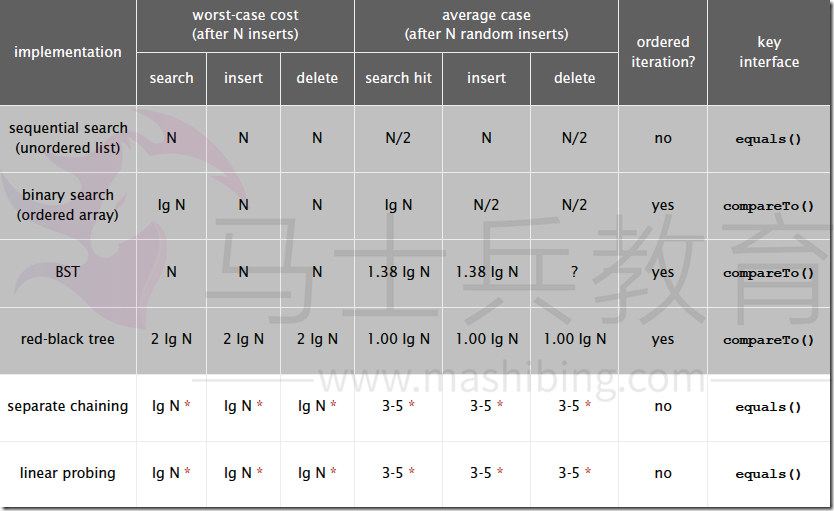 implementation
worst-case cost
(after N inserts)
average case
(after N random inserts)
ordered
iteration?
key
interface
search insert delete search hit insert delete
sequential search
(unordered list)
N N N N/2 N N/2 no equals()
binary search
(ordered array)
lg N N N lg N N/2 N/2 yes compareTo()
BST N N N 1.38 lg N 1.38 lg N ? yes compareTo()
red-black tree 2 lg N 2 lg N 2 lg N 1.00 lg N 1.00 lg N 1.00 lg N yes compareTo()
separate chaining lg N * lg N * lg N * 3-5 * 3-5 * 3-5 * no equals()
linear probing lg N * lg N * lg N * 3-5 * 3-5 * 3-5 * no equals()
马士兵教育
www.mashibing.com